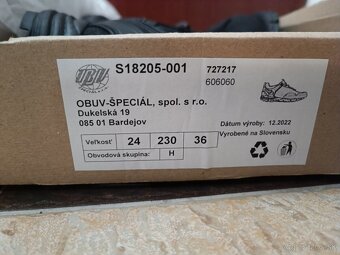 S18205-001
727217
606060
OBUV-ŠPECIÁL, spol. s r.o.
Dukelská 19
085 01 Bardejov
Dátum výroby: 12.2022
Vyrobené na Slovensku
Veľkosť 24 230 36
Obvodová skupina: H